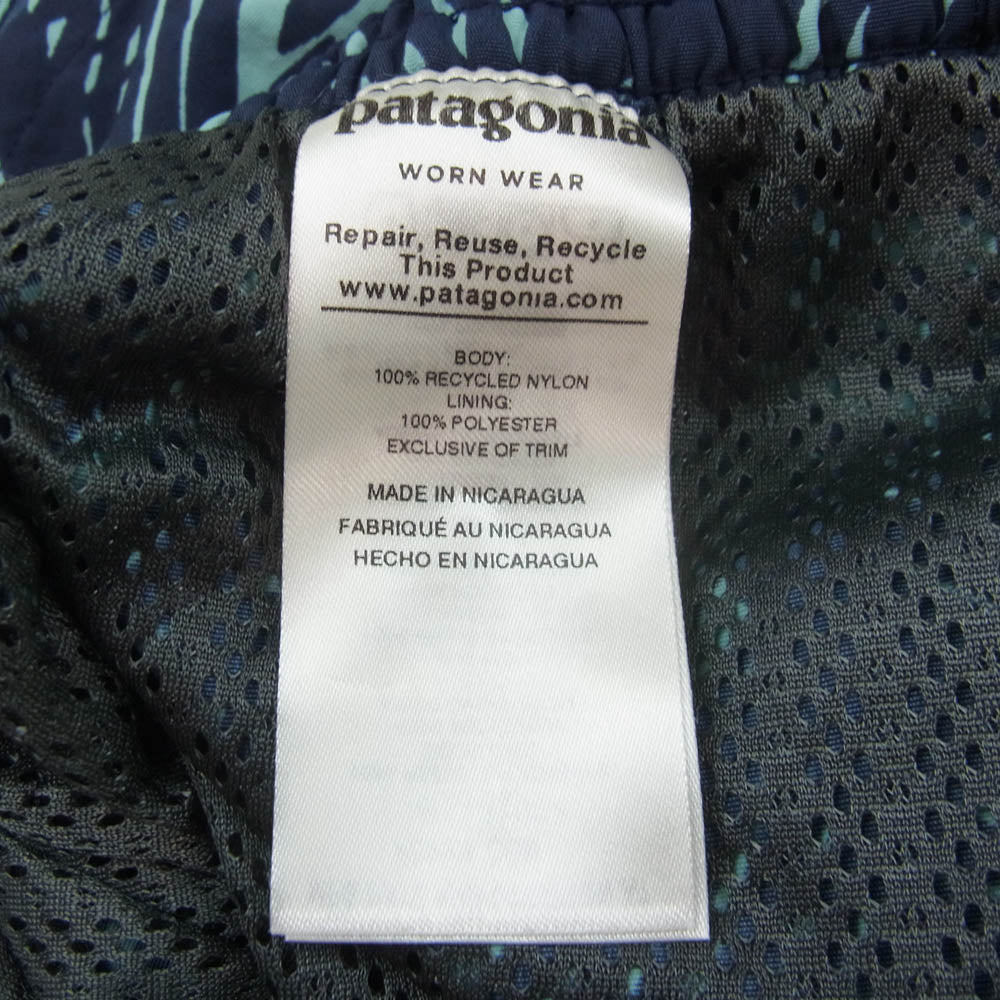 patagonia
WORN WEAR
Repair, Reuse, Recycle
This Product
www.patagonia.com
BODY:
100% RECYCLED NYLON
LINING:
100% POLYESTER
EXCLUSIVE OF TRIM
MADE IN NICARAGUA
FABRIQUÉ AU NICARAGUA
HECHO EN NICARAGUA